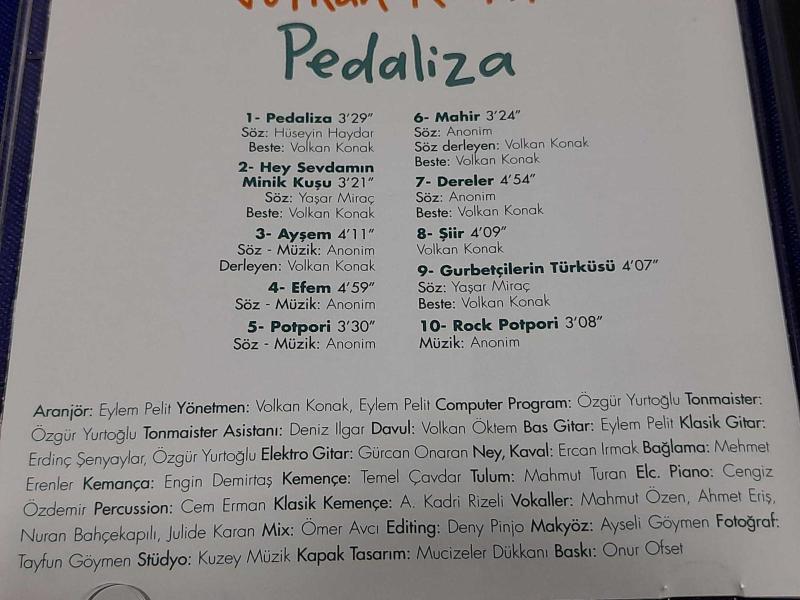 Volkan
Pedaliza
1- Pedaliza 3'29”
Söz: Hüseyin Haydar
Beste: Volkan Konak
2- Hey Sevdamın
Minik Kuşu 3'21”
Söz: Yaşar Miraç
Beste: Volkan Konak
3- Ayşem 4'11”
Söz - Müzik: Anonim
Derleyen: Volkan Konak
4- Efem 4'59”
Söz - Müzik: Anonim
5- Potpori 3'30”
Söz - Müzik: Anonim
6- Mahir 3'24”
Söz: Anonim
Söz derleyen: Volkan Konak
Beste: Volkan Konak
7- Dereler 4'54”
Söz: Anonim
Beste: Volkan Konak
8- Şiir 4'09”
Volkan Konak
9- Gurbetçilerin Türküsü 4'07”
Söz: Yaşar Miraç
Beste: Volkan Konak
10- Rock Potpori 3'08”
Müzik: Anonim
Aranjör: Eylem Pelit Yönetmen: Volkan Konak, Eylem Pelit Computer Program: Özgür Yurtoğlu Tonmaister:
Özgür Yurtoğlu Tonmaister Asistanı: Deniz Ilgar Davul: Volkan Öktem Bas Gitar: Eylem Pelit Klasik Gitar:
Erdinç Şenyaylar, Özgür Yurtoğlu Elektro Gitar: Gürcan Onaran Ney, Kaval: Ercan Irmak Bağlama: Mehmet
Erenler Kemança: Engin Demirtaş Kemençe: Temel Çavdar Tulum: Mahmut Turan Elc. Piano: Cengiz
Özdemir Percussion: Cem Erman Klasik Kemençe: A. Kadri Rizeli Vokaller: Mahmut Özen, Ahmet Eriş,
Nuran Bahçekapılı, Julide Karan Mix: Ömer Avcı Editing: Deny Pinjo Makyöz: Ayseli Göymen Fotoğraf:
Tayfun Göymen Stüdyo: Kuzey Müzik Kapak Tasarım: Mucizeler Dükkanı Baskı: Onur Ofset